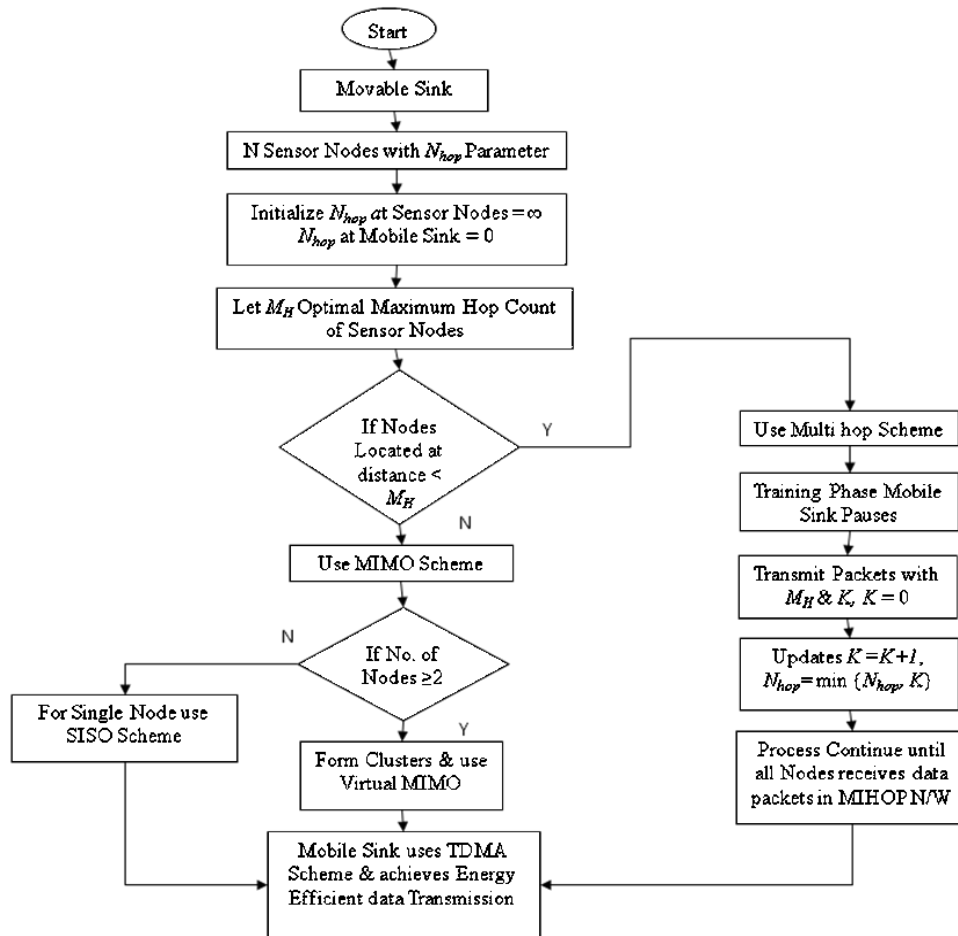 Start
Movable Sink
N Sensor Nodes with N_hop Parameter
Initialize N_hop at Sensor Nodes = ∞
N_hop at Mobile Sink = 0
Let M_H Optimal Maximum Hop Count
of Sensor Nodes
If Nodes
Located at
distance <
M_H
Y
N
Use MIMO Scheme
If No. of
Nodes ≥2
N
Y
For Single Node use
SISO Scheme
Form Clusters & use
Virtual MIMO
Use Multi hop Scheme
Training Phase Mobile
Sink Pauses
Transmit Packets with
M_H & K, K = 0
Updates K=K+1,
N_hop=min {N_hop, K}
Process Continue until
all Nodes receives data
packets in MIHOP N/W
Mobile Sink uses TDMA
Scheme & achieves Energy
Efficient data Transmission